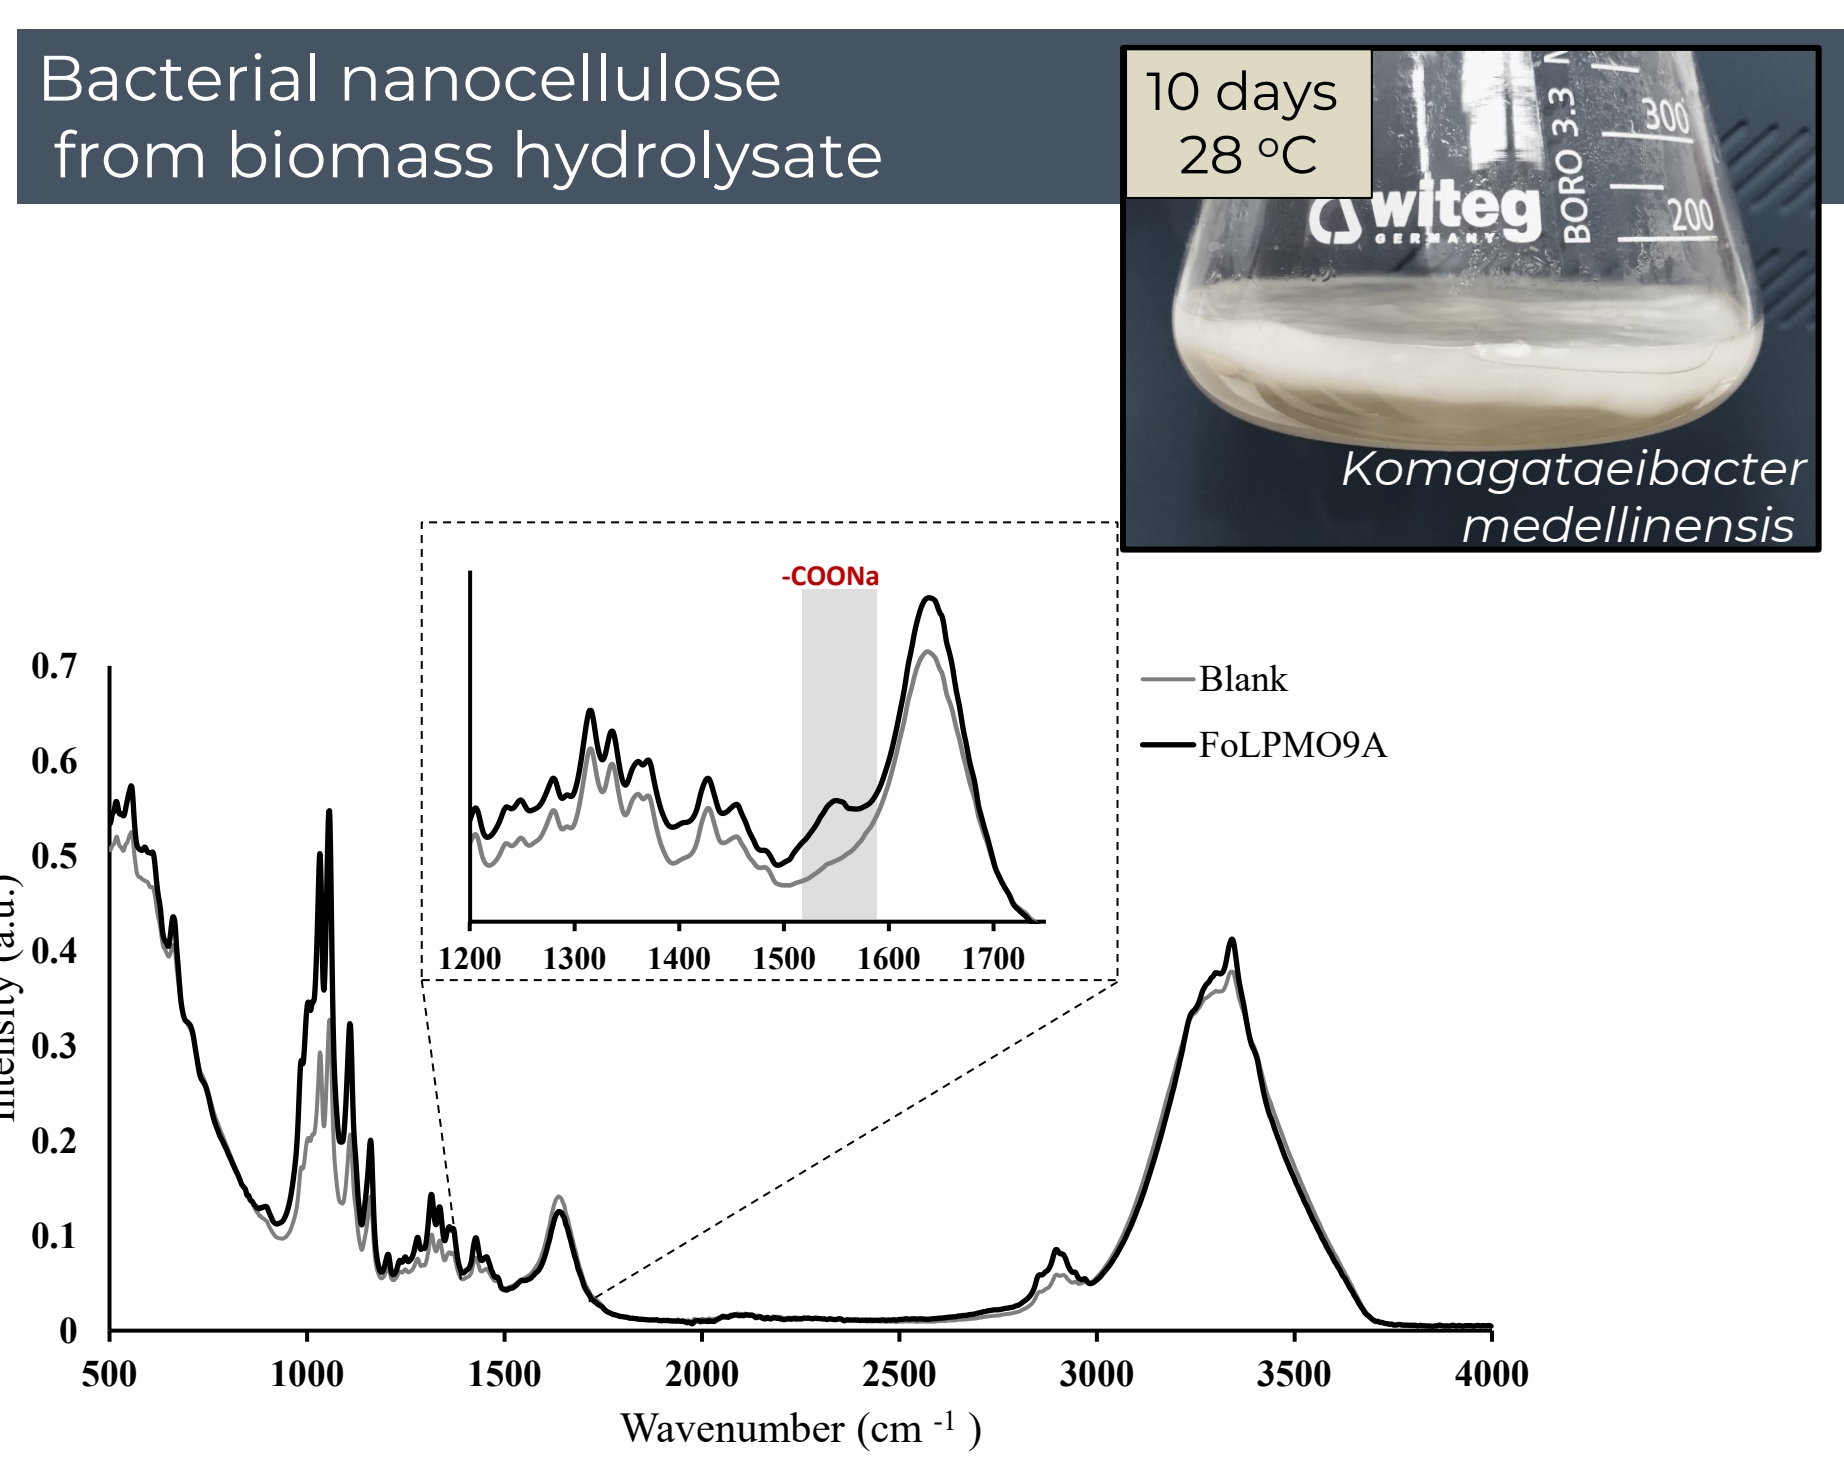 Bacterial nanocellulose
from biomass hydrolysate
10 days
28 °C
BORO 3.3
300
200
witeg
GERMANY
Komagataeibacter
medellinensis
-COONa
1200 1300 1400 1500 1600 1700
Blank
FoLPMO9A
0.7
0.6
0.5
0.4
0.3
0.2
0.1
0
Intensity (a.u.)
500 1000 1500 2000 2500 3000 3500 4000
Wavenumber (cm -1 )